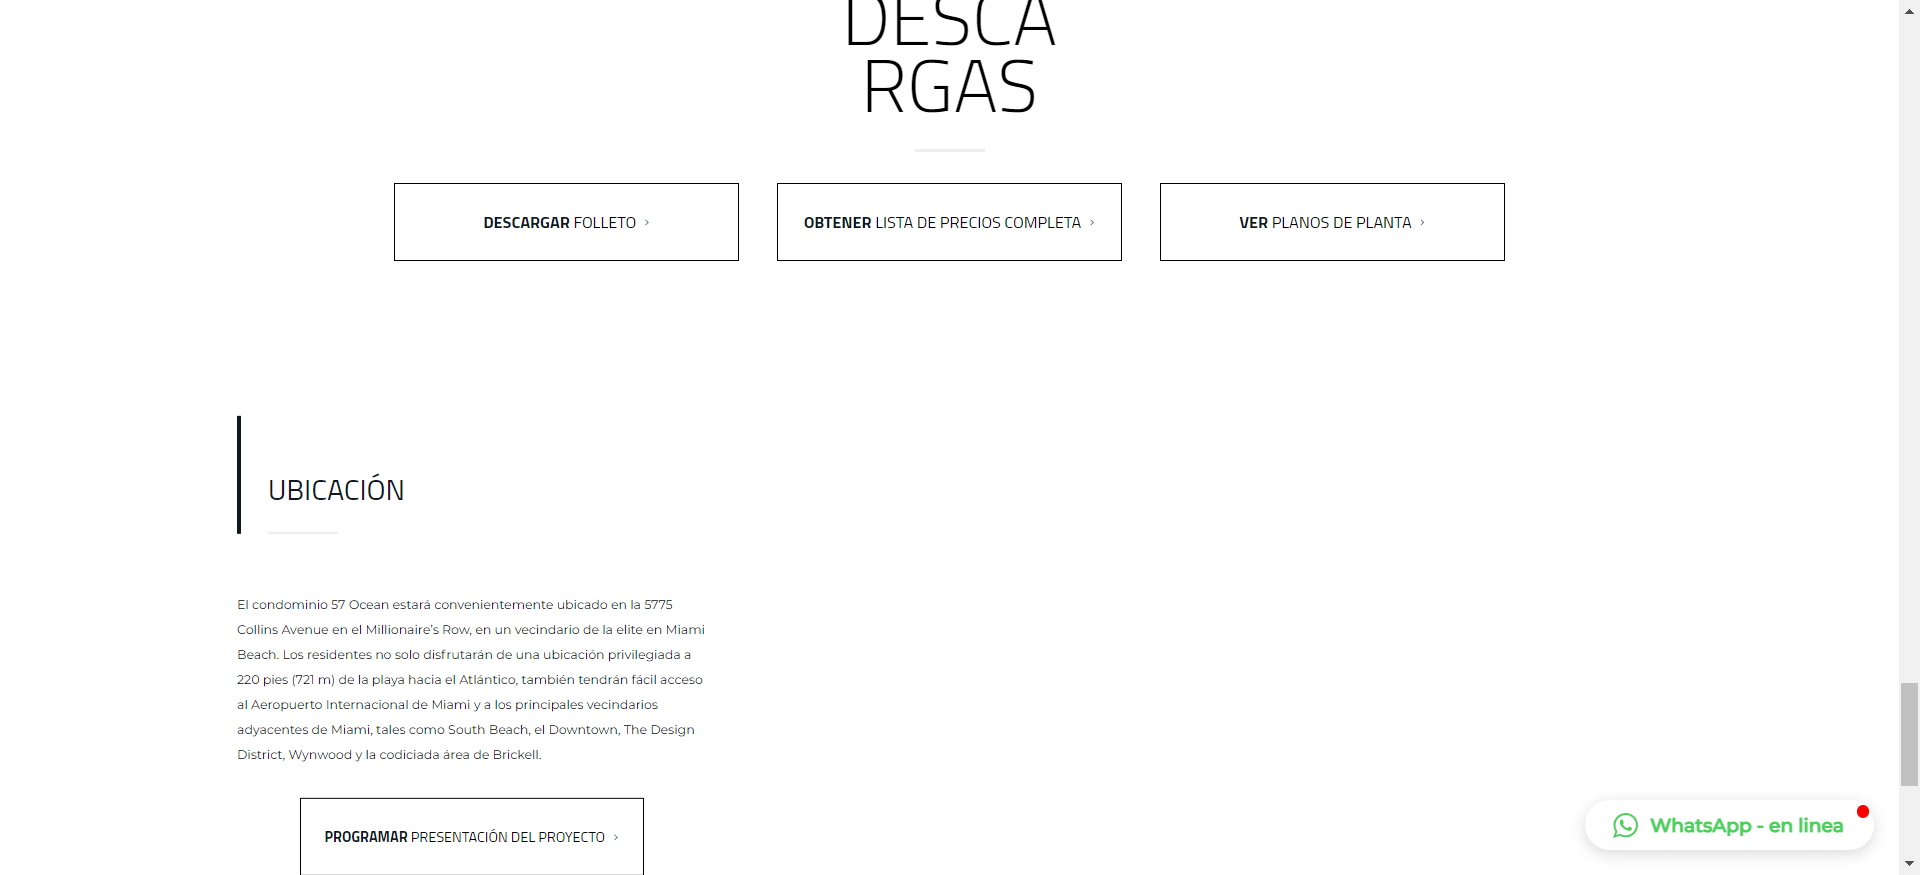 DESCA
RGAS
DESCARGAR FOLLETO
OBTENER LISTA DE PRECIOS COMPLETA
VER PLANOS DE PLANTA
UBICACIÓN
El condominio 57 Ocean estará convenientemente ubicado en la 5775
Collins Avenue en el Millionaire’s Row, en un vecindario de la elite en Miami
Beach. Los residentes no solo disfrutarán de una ubicación privilegiada a
220 pies (721 m) de la playa hacia el Atlántico, también tendrán fácil acceso
al Aeropuerto Internacional de Miami y a los principales vecindarios
adyacentes de Miami, tales como South Beach, el Downtown, The Design
District, Wynwood y la codiciada área de Brickell.
PROGRAMAR PRESENTACIÓN DEL PROYECTO
WhatsApp - en linea